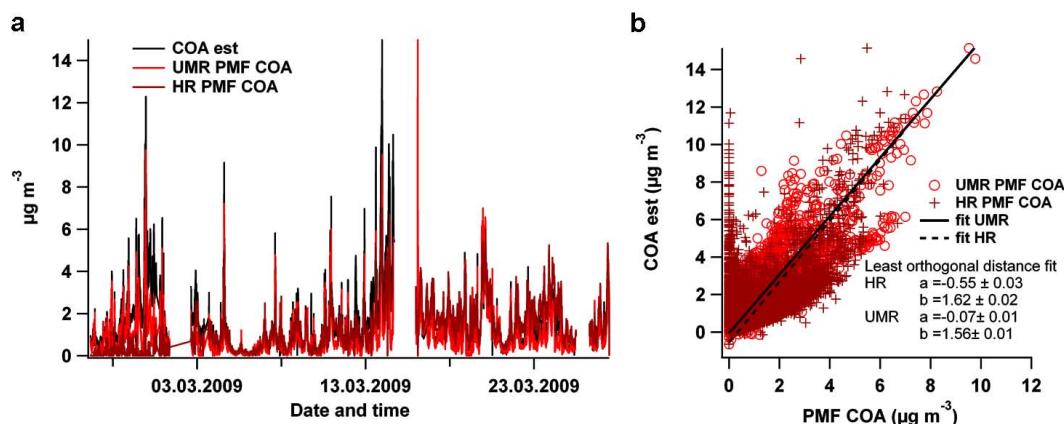 a
COA est
UMR PMF COA
HR PMF COA
14
12
10
8
6
4
2
0
µg m-3
03.03.2009 13.03.2009 23.03.2009
Date and time
b
14
12
10
8
6
4
2
0
COA est (µg m-3)
UMR PMF COA
HR PMF COA
fit UMR
fit HR
Least orthogonal distance fit
HR a =-0.55 ± 0.03
b =1.62 ± 0.02
UMR a =-0.07± 0.01
b =1.56± 0.01
0 2 4 6 8 10 12
PMF COA (µg m-3)